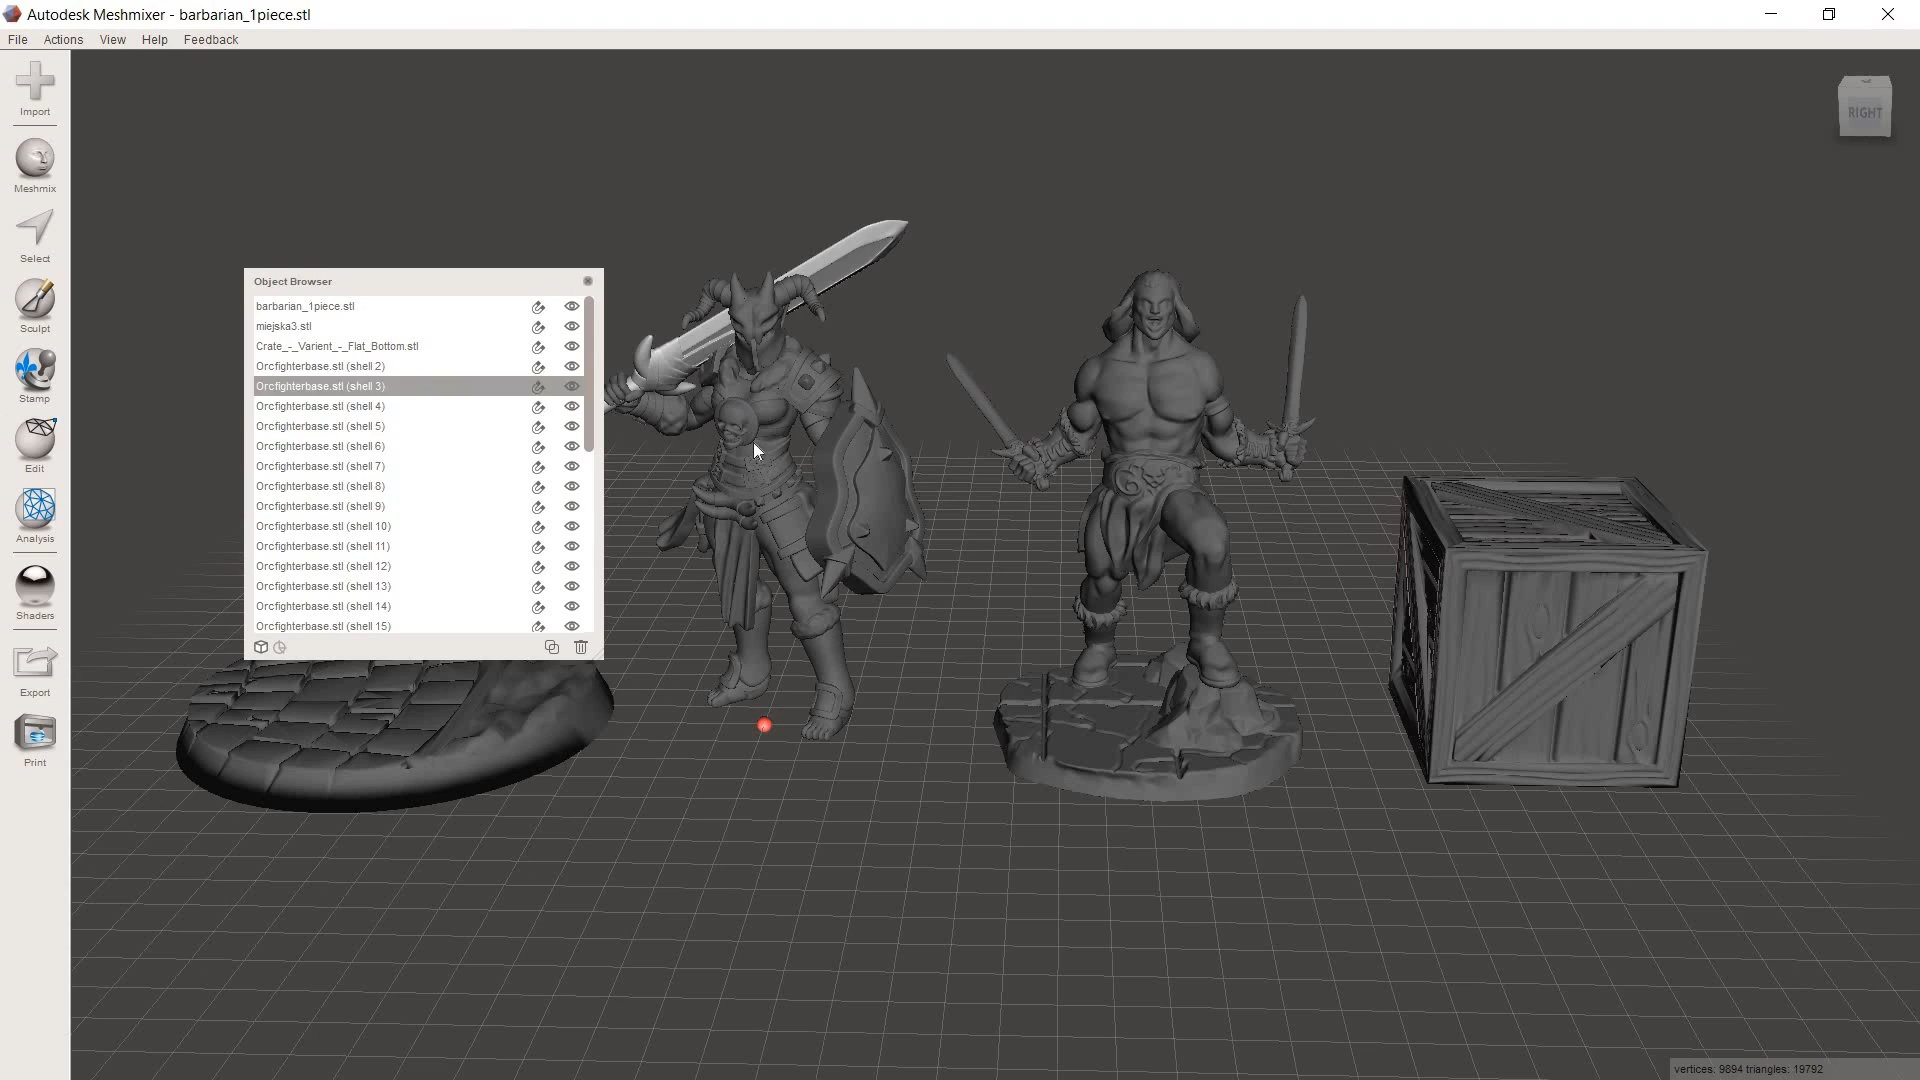 Autodesk Meshmixer - barbarian_1piece.stl
File Actions View Help Feedback
Import
Meshmix
Select
Sculpt
Stamp
Edit
Analysis
Shaders
Export
Print
Object Browser
barbarian_1piece.stl
miejska3.stl
Crate_-_Varient_-_Flat_Bottom.stl
Orcfighterbase.stl (shell 2)
Orcfighterbase.stl (shell 3)
Orcfighterbase.stl (shell 4)
Orcfighterbase.stl (shell 5)
Orcfighterbase.stl (shell 6)
Orcfighterbase.stl (shell 7)
Orcfighterbase.stl (shell 8)
Orcfighterbase.stl (shell 9)
Orcfighterbase.stl (shell 10)
Orcfighterbase.stl (shell 11)
Orcfighterbase.stl (shell 12)
Orcfighterbase.stl (shell 13)
Orcfighterbase.stl (shell 14)
Orcfighterbase.stl (shell 15)
RIGHT
vertices: 9894 triangles: 19792